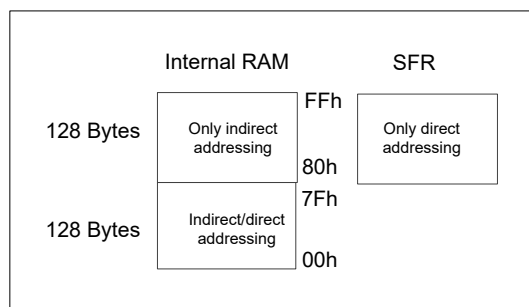 Internal RAM
SFR
FFh
128 Bytes
Only indirect
addressing
Only direct
addressing
80h
7Fh
128 Bytes
Indirect/direct
addressing
00h